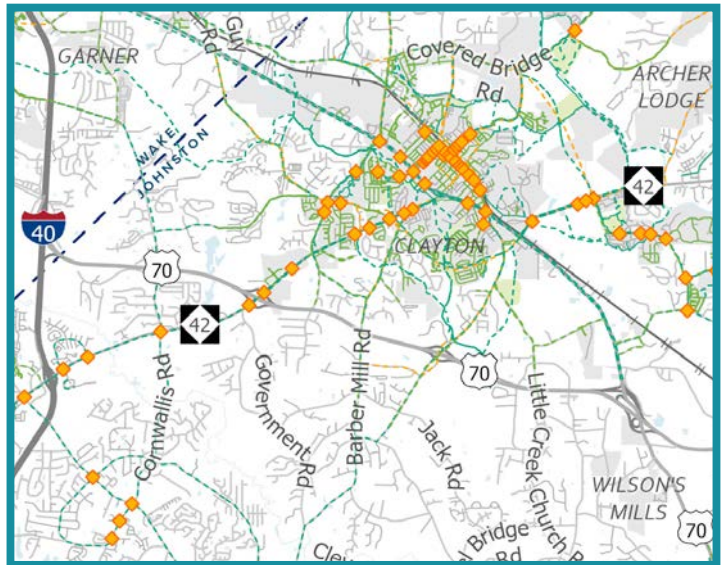 GARNER
Guy
Rd
Covered Bridge
Rd
ARCHER
LODGE
WAKE
JOHNSTON
42
40
CLAYTON
70
42
Cornwallis Rd
Government Rd
Barber Mill Rd
Jack Rd
70
Little Creek Church R
WILSON'S
MILLS
70
Bridge
Rd
Cle